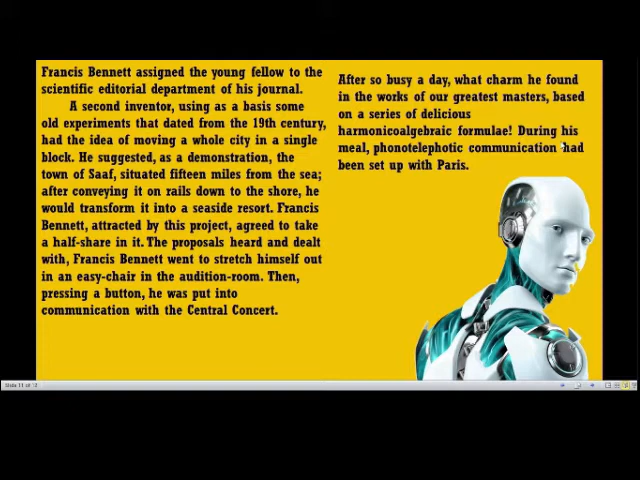 Francis Bennett assigned the young fellow to the
scientific editorial department of his journal.
A second inventor, using as a basis some
old experiments that dated from the 19th century,
had the idea of moving a whole city in a single
block. He suggested, as a demonstration, the
town of Saaf, situated fifteen miles from the sea;
after conveying it on rails down to the shore, he
would transform it into a seaside resort. Francis
Bennett, attracted by this project, agreed to take
a half-share in it. The proposals heard and dealt
with, Francis Bennett went to stretch himself out
in an easy-chair in the audition-room. Then,
pressing a button, he was put into
communication with the Central Concert.
After so busy a day, what charm he found
in the works of our greatest masters, based
on a series of delicious
harmonicoalgebraic formulae! During his
meal, phonotelephotic communication had
been set up with Paris.
Slide 11 of 12